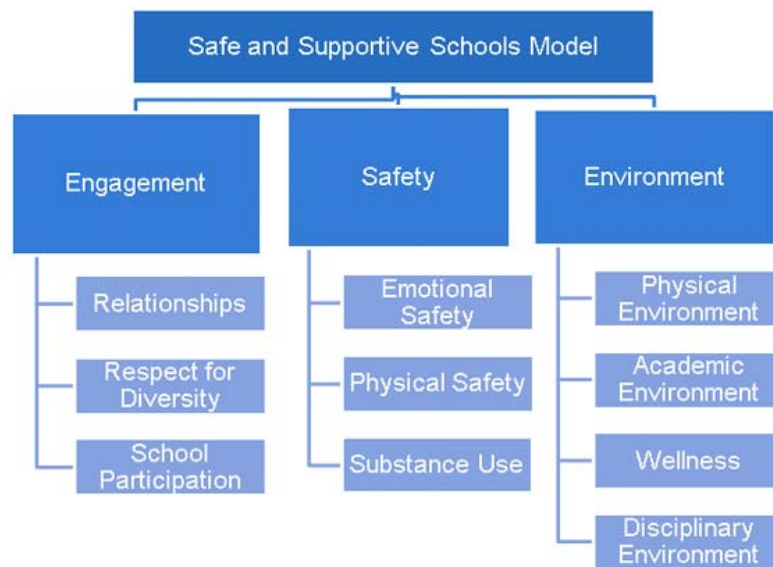 Safe and Supportive Schools Model
Engagement
Relationships
Respect for
Diversity
School
Participation
Safety
Emotional
Safety
Physical Safety
Substance Use
Environment
Physical
Environment
Academic
Environment
Wellness
Disciplinary
Environment